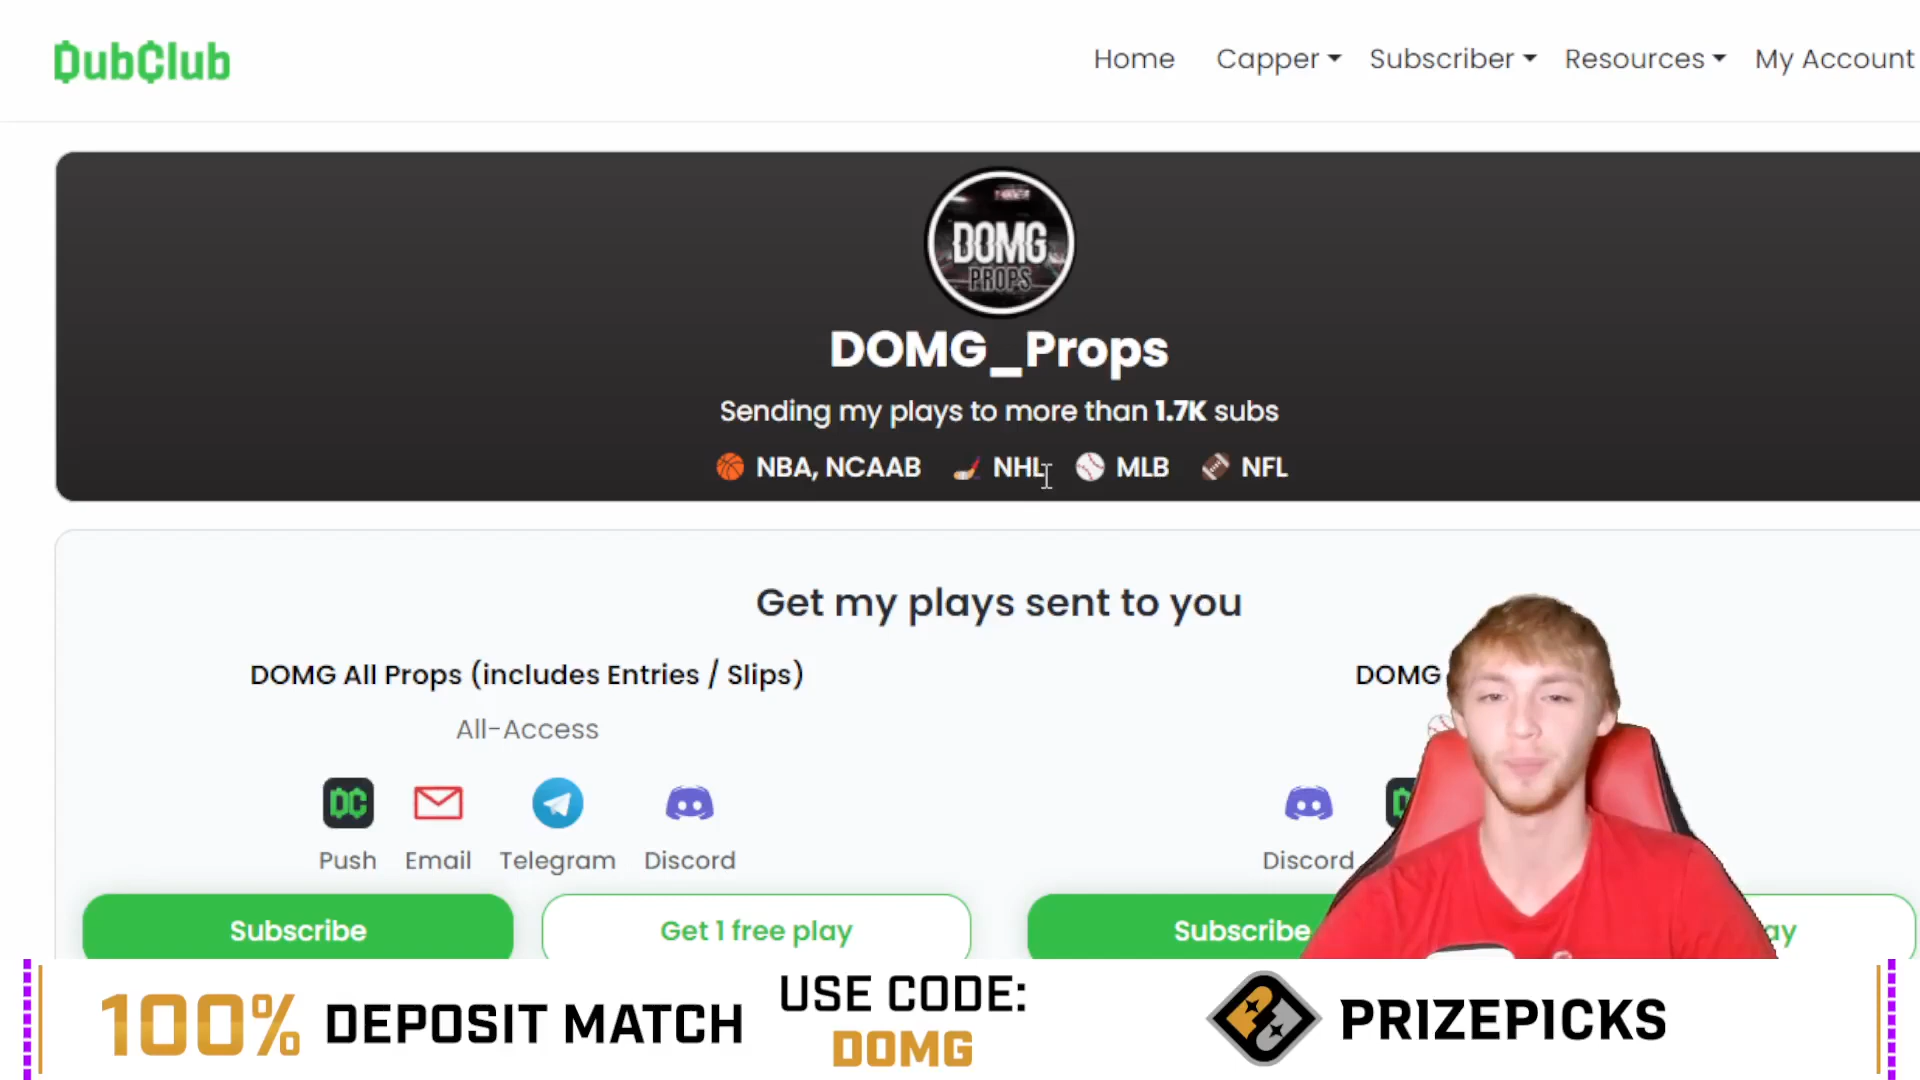 DubClub
Home Capper Subscriber Resources My Account
DOMG
PROPS
DOMG_Props
Sending my plays to more than 1.7K subs
NBA, NCAAB NHL MLB NFL
Get my plays sent to you
DOMG All Props (includes Entries / Slips)
DOMG
All-Access
DC
Push Email Telegram Discord
Discord
Subscribe
Get 1 free play
Subscribe
ay
100% DEPOSIT MATCH
USE CODE:
DOMG
PRIZEPICKS